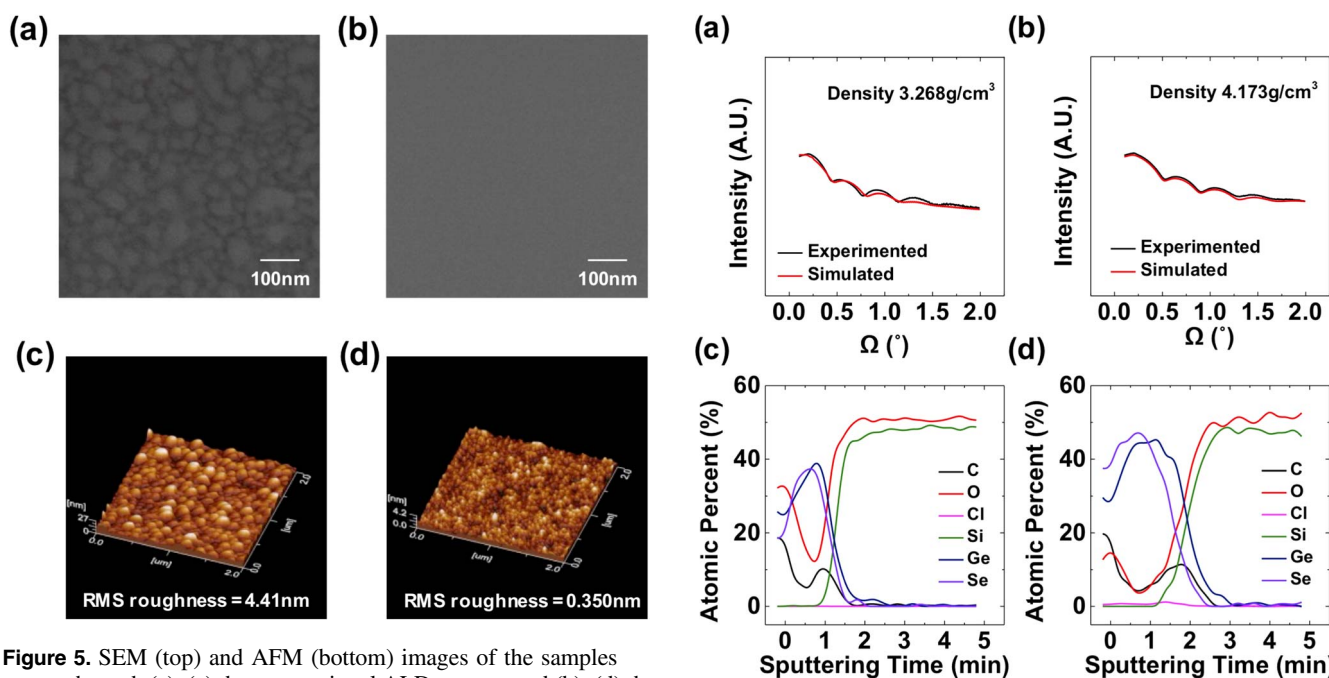 (a)
(b)
100nm
100nm
(c)
(d)
[nm]
27
0.0
0.0
[um]
2.0
0.0
[um]
2.0
RMS roughness = 4.41nm
[nm]
4.2
0.0
0.0
[um]
2.0
0.0
[um]
2.0
RMS roughness = 0.350nm
Figure 5. SEM (top) and AFM (bottom) images of the samples
(a)
(b)
Intensity (A.U.)
Density 3.268g/cm³
Experimented
Simulated
0.0 0.5 1.0 1.5 2.0
Ω (°)
Intensity (A.U.)
Density 4.173g/cm³
Experimented
Simulated
0.0 0.5 1.0 1.5 2.0
Ω (°)
(c)
(d)
Atomic Percent (%)
60
40
20
0
C
O
Cl
Si
Ge
Se
0 1 2 3 4 5
Sputtering Time (min)
Atomic Percent (%)
60
40
20
0
C
O
Cl
Si
Ge
Se
0 1 2 3 4 5
Sputtering Time (min)